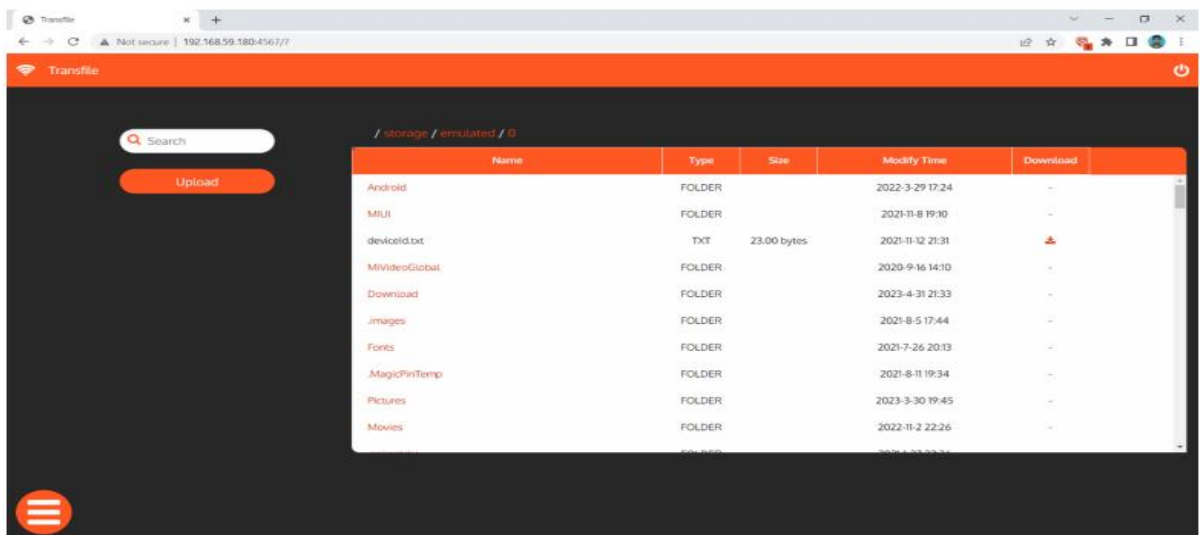 Transfile
Not secure | 192.168.59.180:4567/?
Transfile
Search
Upload
/ storage / emulated / 0
Name Type Size Modify Time Download
Android FOLDER 2022-3-29 17:24 -
MIUI FOLDER 2021-11-8 19:10 -
deviceId.txt TXT 23.00 bytes 2021-11-12 21:31
MiVideoGlobal FOLDER 2020-9-16 14:10 -
Download FOLDER 2023-4-31 21:33 -
.images FOLDER 2021-8-5 17:44 -
Fonts FOLDER 2021-7-26 20:13 -
.MagicPinTemp FOLDER 2021-8-11 19:34 -
Pictures FOLDER 2023-3-30 19:45 -
Movies FOLDER 2022-11-2 22:26 -
FOLDER